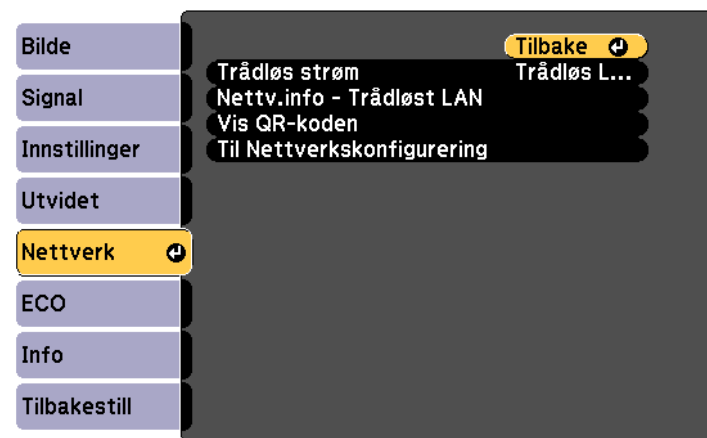 Bilde
Signal
Innstillinger
Utvidet
Nettverk
ECO
Info
Tilbakestill
Tilbake
Trådløs strøm Trådløs L...
Nettv.info - Trådløst LAN
Vis QR-koden
Til Nettverkskonfigurering